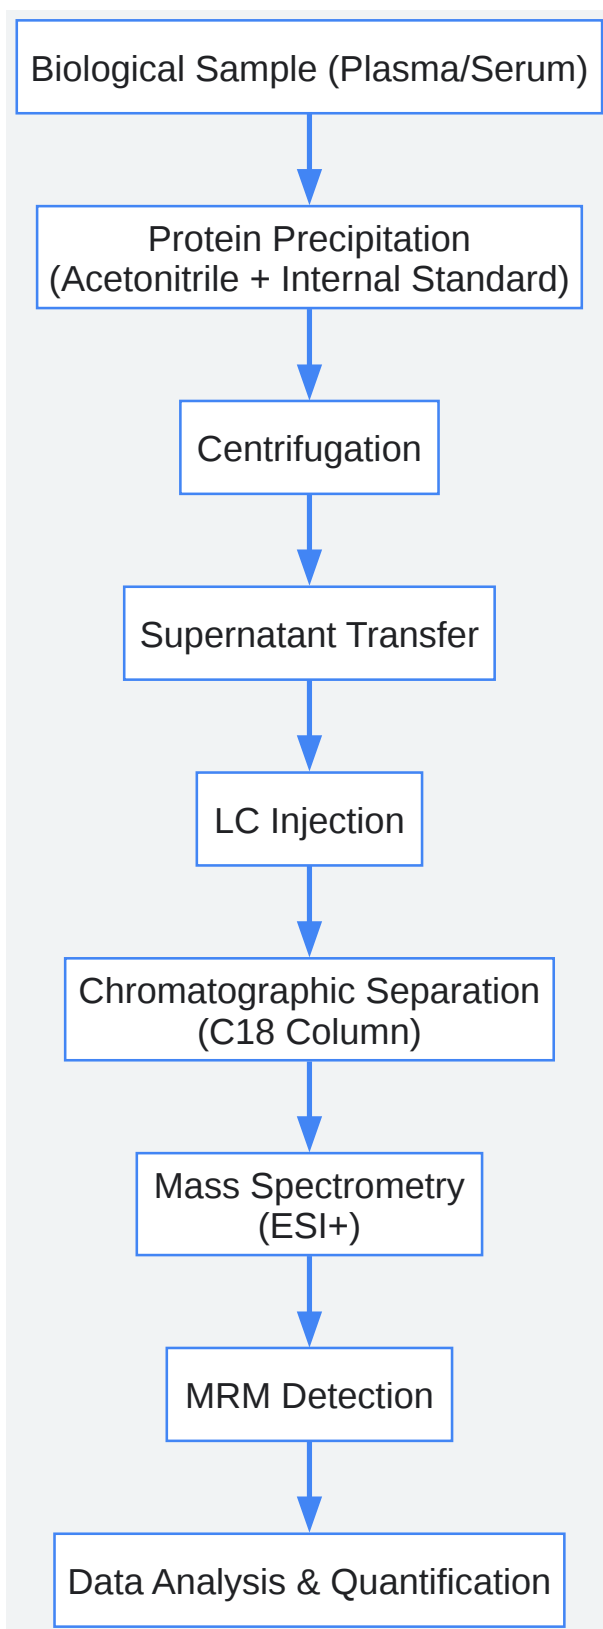 Biological Sample (Plasma/Serum)
Protein Precipitation
(Acetonitrile + Internal Standard)
Centrifugation
Supernatant Transfer
LC Injection
Chromatographic Separation
(C18 Column)
Mass Spectrometry
(ESI+)
MRM Detection
Data Analysis & Quantification